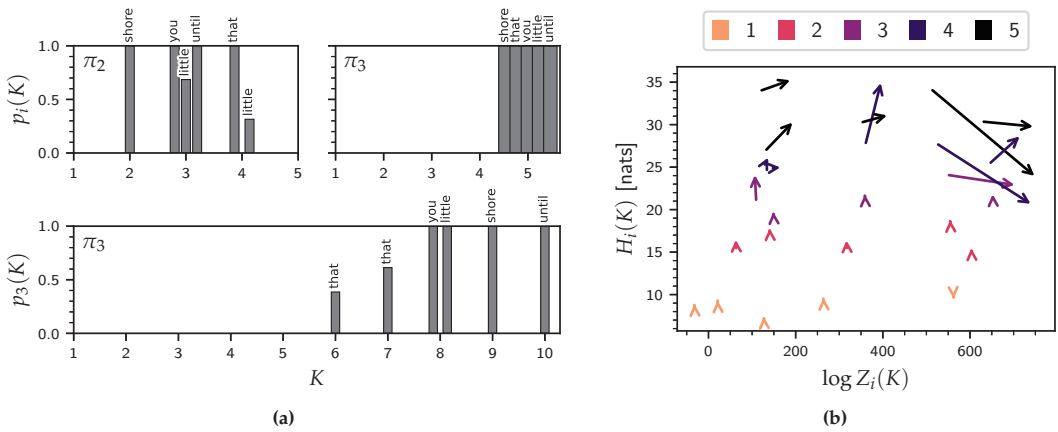 shore
you
little
until
that
little
π₂
1.0
0.5
0.0
pᵢ(K)
1 2 3 4 5
shore
that
you
little
until
π₃
1 2 3 4 5
that
that
you
little
shore
until
π₃
1.0
0.5
0.0
p₃(K)
1 2 3 4 5 6 7 8 9 10
K
(a)
1 2 3 4 5
35
30
25
20
15
10
Hᵢ(K) [nats]
0 200 400 600
log Zᵢ(K)
(b)